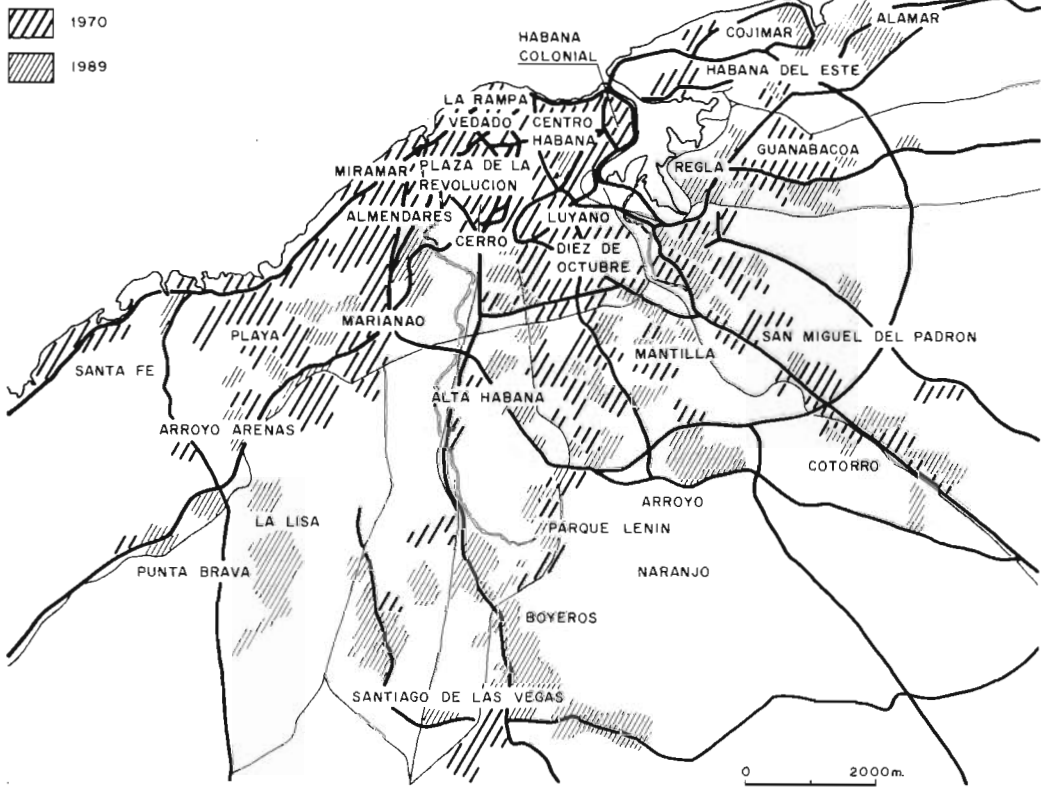 1970
1989
HABANA
COLONIAL
COJIMAR
ALAMAR
HABANA DEL ESTE
LA RAMPA
VEDADO
CENTRO
HABANA
GUANABACOA
MIRAMAR
PLAZA DE LA
REVOLUCION
REGLA
ALMENDARES
LUYANO
CERRO
DIEZ DE
OCTUBRE
MARIANAO
PLAYA
SAN MIGUEL DEL PADRON
MANTILLA
SANTA FE
ALTA HABANA
ARROYO ARENAS
COTORRO
ARROYO
LA LISA
PARQUE LENIN
PUNTA BRAVA
NARANJO
BOYEROS
SANTIAGO DE LAS VEGAS
0 2000m.